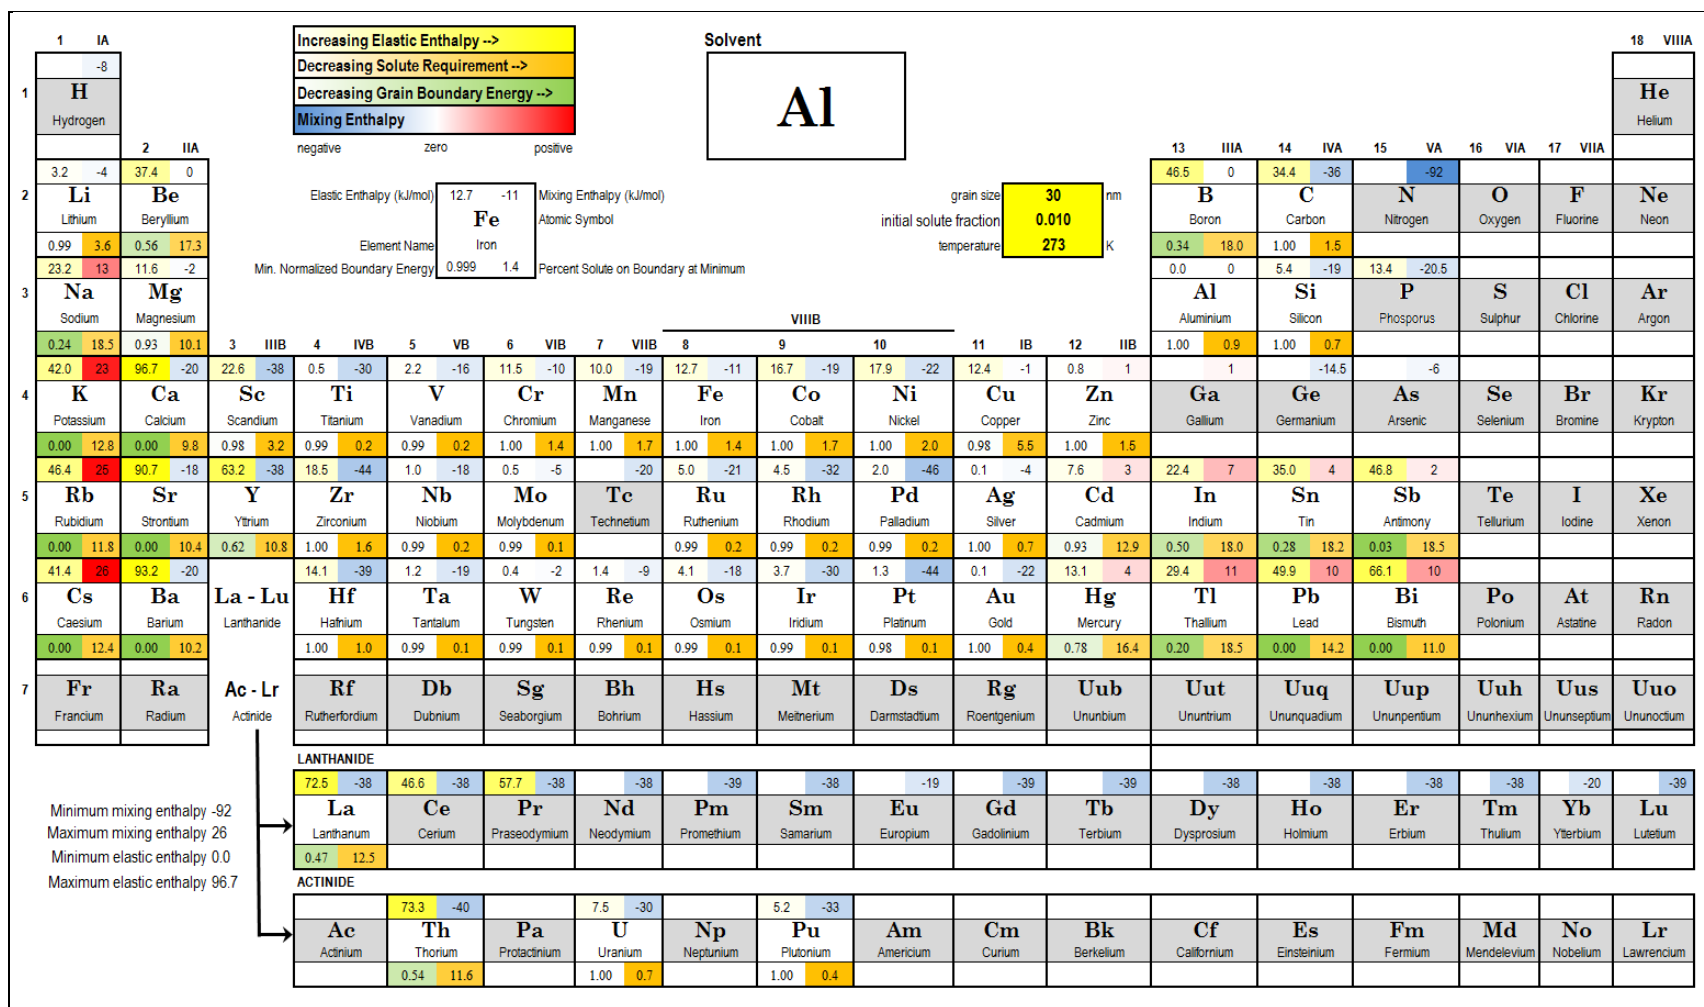 1 IA
18 VIIIA
Increasing Elastic Enthalpy -->
Decreasing Solute Requirement -->
Decreasing Grain Boundary Energy -->
Mixing Enthalpy
negative zero positive
Solvent
Al
-8
1 H He
Hydrogen Helium
2 IIA 13 IIIA 14 IVA 15 VA 16 VIA 17 VIIA
3.2 -4 37.4 0 46.5 0 34.4 -36 -92
2 Li Be B C N O F Ne
Lithium Beryllium Boron Carbon Nitrogen Oxygen Fluorine Neon
0.99 3.6 0.56 17.3 0.34 18.0 1.00 1.5
Elastic Enthalpy (kJ/mol) 12.7 -11 Mixing Enthalpy (kJ/mol)
Fe Atomic Symbol
Element Name Iron
Min. Normalized Boundary Energy 0.999 1.4 Percent Solute on Boundary at Minimum
grain size 30 nm
initial solute fraction 0.010
temperature 273 K
23.2 13 11.6 -2 0.0 0 5.4 -19 13.4 -20.5
3 Na Mg Al Si P S Cl Ar
Sodium Magnesium Aluminium Silicon Phosporus Sulphur Chlorine Argon
0.24 18.5 0.93 10.1 1.00 0.9 1.00 0.7
VIIIB
3 IIIB 4 IVB 5 VB 6 VIB 7 VIIB 8 9 10 11 IB 12 IIB
42.0 23 96.7 -20 22.6 -38 0.5 -30 2.2 -16 11.5 -10 10.0 -19 12.7 -11 16.7 -19 17.9 -22 12.4 -1 0.8 1 1 -14.5 -6
4 K Ca Sc Ti V Cr Mn Fe Co Ni Cu Zn Ga Ge As Se Br Kr
Potassium Calcium Scandium Titanium Vanadium Chromium Manganese Iron Cobalt Nickel Copper Zinc Gallium Germanium Arsenic Selenium Bromine Krypton
0.00 12.8 0.00 9.8 0.98 3.2 0.99 0.2 0.99 0.2 1.00 1.4 1.00 1.7 1.00 1.4 1.00 1.7 1.00 2.0 0.98 5.5 1.00 1.5
46.4 25 90.7 -18 63.2 -38 18.5 -44 1.0 -18 0.5 -5 -20 5.0 -21 4.5 -32 2.0 -46 0.1 -4 7.6 3 22.4 7 35.0 4 46.8 2
5 Rb Sr Y Zr Nb Mo Tc Ru Rh Pd Ag Cd In Sn Sb Te I Xe
Rubidium Strontium Yttrium Zirconium Niobium Molybdenum Technetium Ruthenium Rhodium Palladium Silver Cadmium Indium Tin Antimony Tellurium Iodine Xenon
0.00 11.8 0.00 10.4 0.62 10.8 1.00 1.6 0.99 0.2 0.99 0.1 0.99 0.2 0.99 0.2 0.99 0.2 1.00 0.7 0.93 12.9 0.50 18.0 0.28 18.2 0.03 18.5
41.4 26 93.2 -20 14.1 -39 1.2 -19 0.4 -2 1.4 -9 4.1 -18 3.7 -30 1.3 -44 0.1 -22 13.1 4 29.4 11 49.9 10 66.1 10
6 Cs Ba La - Lu Hf Ta W Re Os Ir Pt Au Hg Tl Pb Bi Po At Rn
Caesium Barium Lanthanide Hafnium Tantalum Tungsten Rhenium Osmium Iridium Platinum Gold Mercury Thallium Lead Bismuth Polonium Astatine Radon
0.00 12.4 0.00 10.2 1.00 1.0 0.99 0.1 0.99 0.1 0.99 0.1 0.99 0.1 0.99 0.1 0.98 0.1 1.00 0.4 0.78 16.4 0.20 18.5 0.00 14.2 0.00 11.0
7 Fr Ra Ac - Lr Rf Db Sg Bh Hs Mt Ds Rg Uub Uut Uuq Uup Uuh Uus Uuo
Francium Radium Actinide Rutherfordium Dubnium Seaborgium Bohrium Hassium Meitnerium Darmstadtium Roentgenium Ununbium Ununtrium Ununquadium Ununpentium Ununhexium Ununseptium Ununoctium
LANTHANIDE
72.5 -38 46.6 -38 57.7 -38 -38 -39 -38 -19 -39 -39 -38 -38 -38 -38 -20 -39
La Ce Pr Nd Pm Sm Eu Gd Tb Dy Ho Er Tm Yb Lu
Lanthanum Cerium Praseodymium Neodymium Promethium Samarium Europium Gadolinium Terbium Dysprosium Holmium Erbium Thulium Ytterbium Lutetium
0.47 12.5
Minimum mixing enthalpy -92
Maximum mixing enthalpy 26
Minimum elastic enthalpy 0.0
Maximum elastic enthalpy 96.7
ACTINIDE
73.3 -40 7.5 -30 5.2 -33
Ac Th Pa U Np Pu Am Cm Bk Cf Es Fm Md No Lr
Actinium Thorium Protactinium Uranium Neptunium Plutonium Americium Curium Berkelium Californium Einsteinium Fermium Mendelevium Nobelium Lawrencium
0.54 11.6 1.00 0.7 1.00 0.4